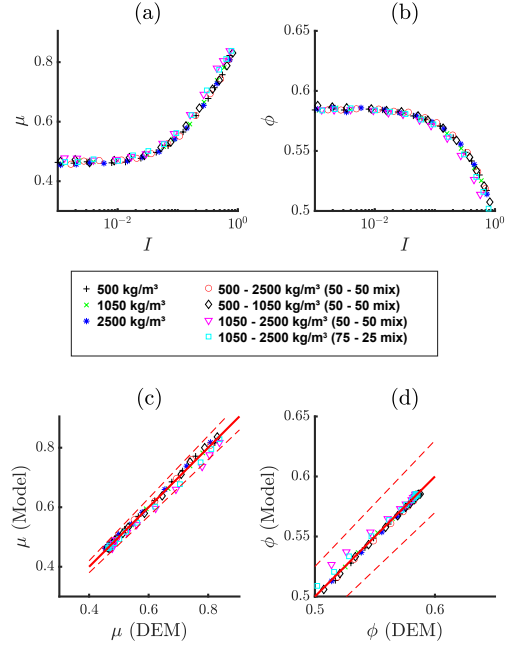 (a)
(b)
0.8
0.6
0.4
μ
10⁻²
10⁰
I
0.65
0.6
0.55
0.5
ϕ
10⁻²
10⁰
I
500 kg/m³
1050 kg/m³
2500 kg/m³
500 - 2500 kg/m³ (50 - 50 mix)
500 - 1050 kg/m³ (50 - 50 mix)
1050 - 2500 kg/m³ (50 - 50 mix)
1050 - 2500 kg/m³ (75 - 25 mix)
(c)
(d)
0.8
0.6
0.4
μ (Model)
0.4 0.6 0.8
μ (DEM)
0.65
0.6
0.55
0.5
ϕ (Model)
0.5 0.6
ϕ (DEM)